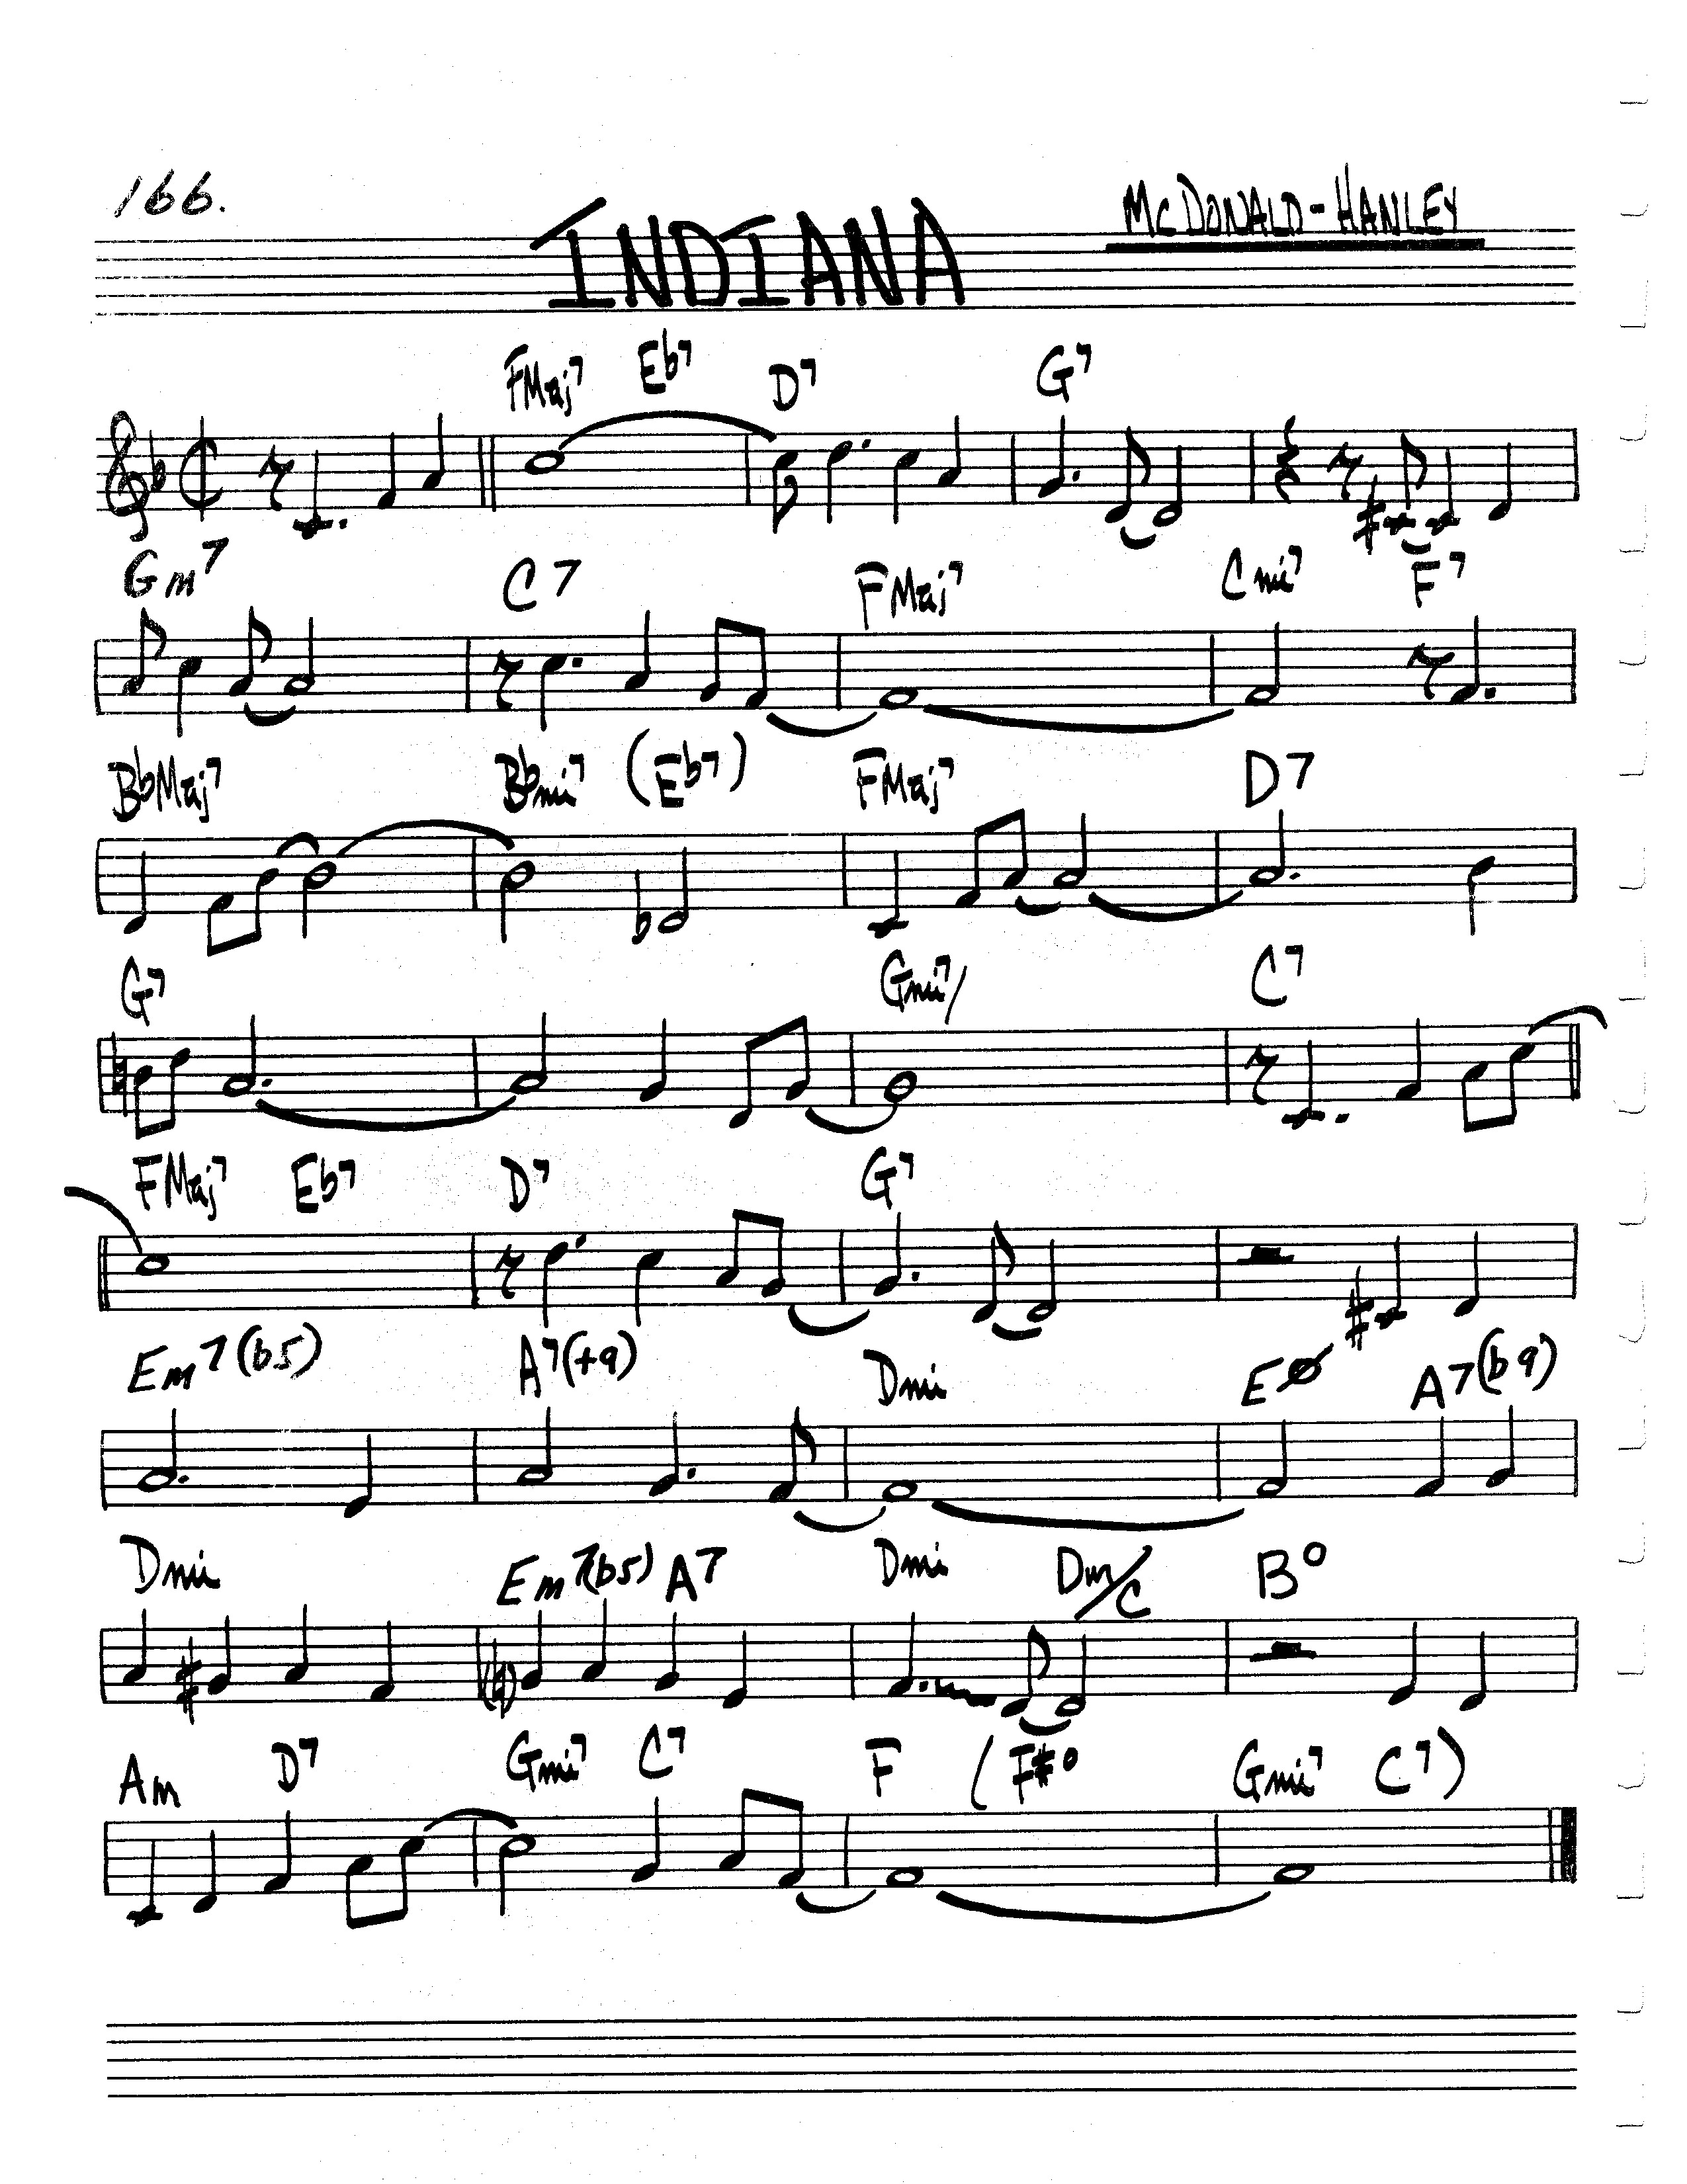 166.
INDIANA
McDONALD-HANLEY
FMaj7 Eb7 D7 G7
Gm7 C7 FMaj7 Cmi7 F7
BbMaj7 Bbmi7 (Eb7) FMaj7 D7
G7 Gmi7/ C7
FMaj7 Eb7 D7 G7
Em7(b5) A7(+9) Dmi EØ A7(b9)
Dmi Em7(b5) A7 Dmi Dm/C B°
Am D7 Gmi7 C7 F (F#° Gmi7 C7)